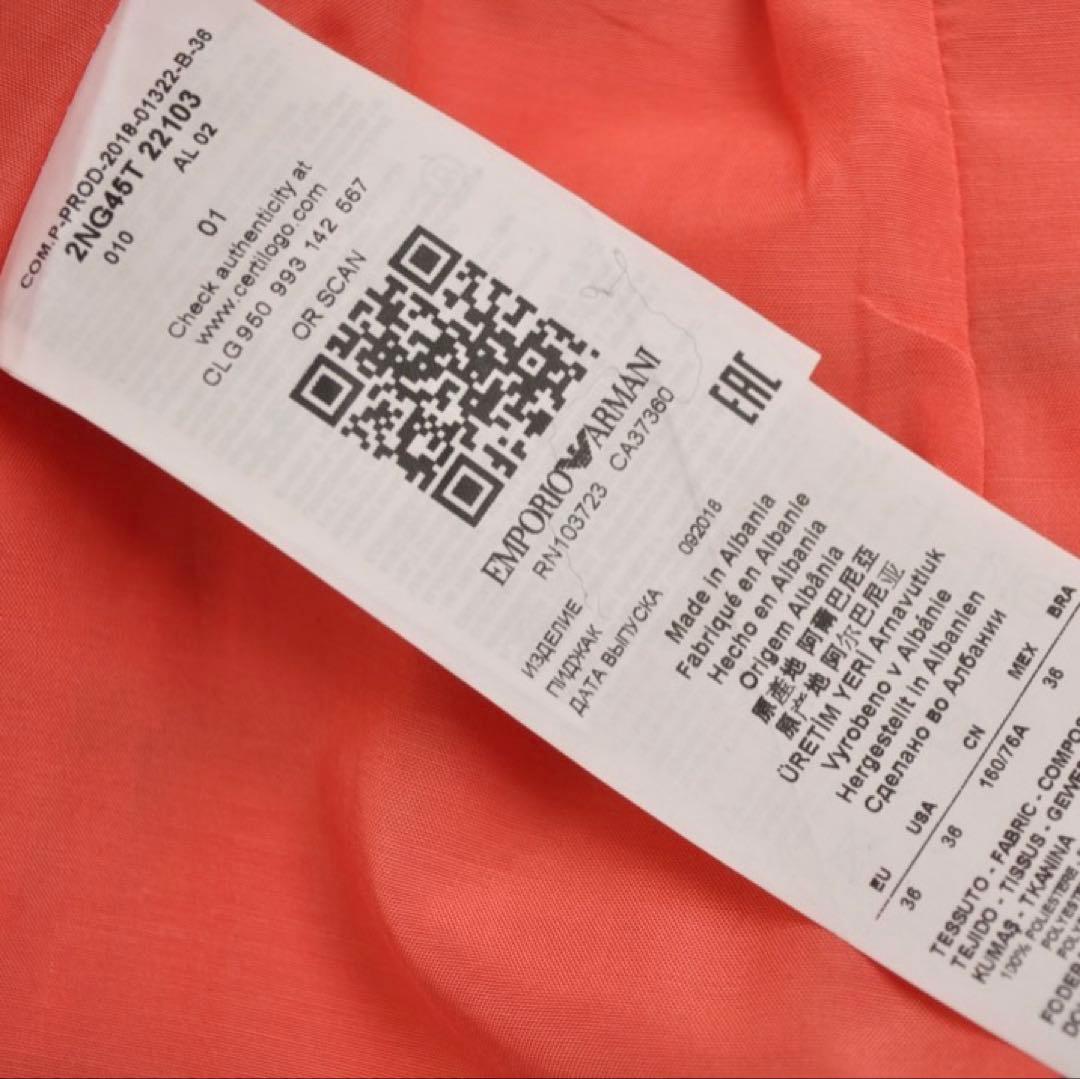 COM.P-PROD-2018-01322-B-36
2NG45T 22103
010 AL 02
01
Check authenticity at
www.certilogo.com
CLG 950 993 142 567
OR SCAN
EMPORIO ARMANI
RN103723 CA37360
EAC
ИЗДЕЛИЕ
ПИДЖАК
ДАТА ВЫПУСКА 092018
Made in Albania
Fabriqué en Albanie
Hecho en Albania
Origem Albânia
原產地 阿爾巴尼亞
原产地 阿尔巴尼亚
ÜRETİM YERİ Arnavutluk
Vyrobeno v Albánie
Hergestellt in Albanien
Сделано во Албании
EU USA CN MEX BRA
36 36 160/76A 36
TESSUTO - FABRIC - COMPO
TEJIDO - TISSUS - GEWE
KUMAŞ - TKANINA
100% POLIESTERE
POLYESTE
POLY
FODER
DO